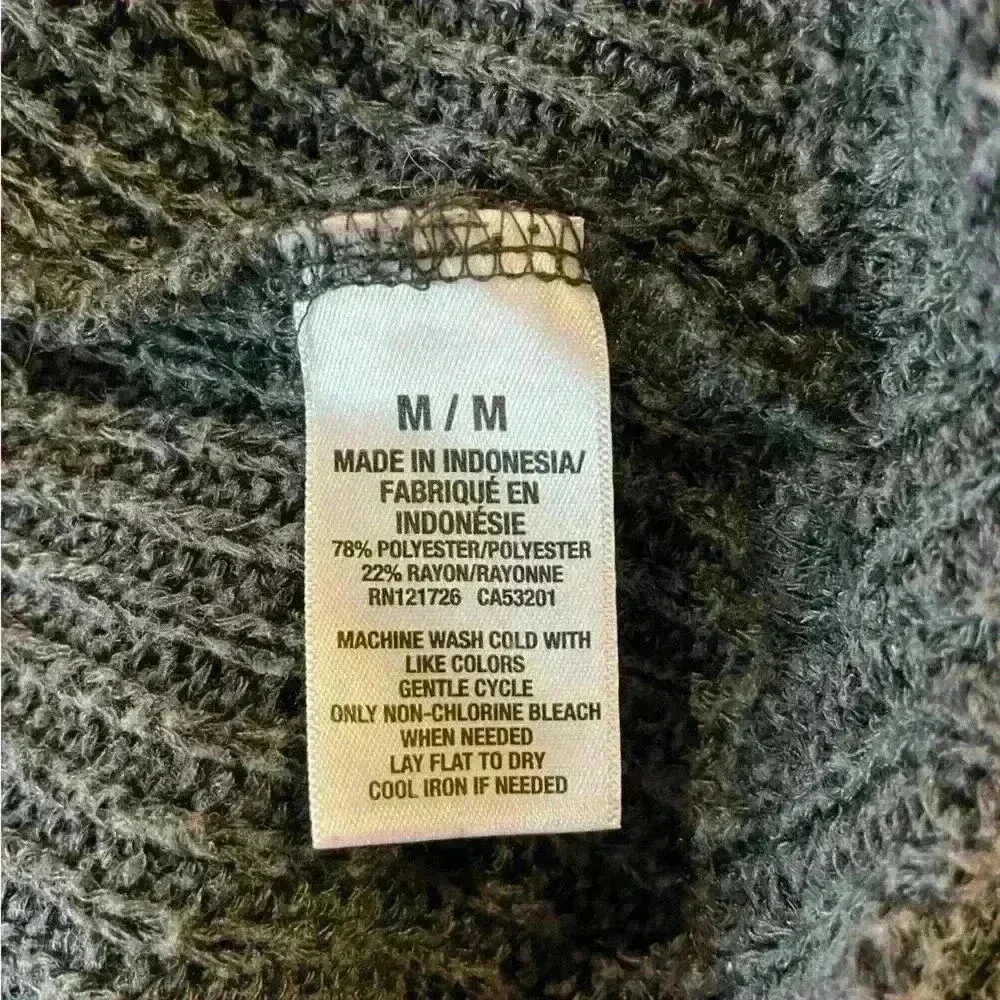 M / M
MADE IN INDONESIA/
FABRIQUÉ EN
INDONÉSIE
78% POLYESTER/POLYESTER
22% RAYON/RAYONNE
RN121726 CA53201
MACHINE WASH COLD WITH
LIKE COLORS
GENTLE CYCLE
ONLY NON-CHLORINE BLEACH
WHEN NEEDED
LAY FLAT TO DRY
COOL IRON IF NEEDED